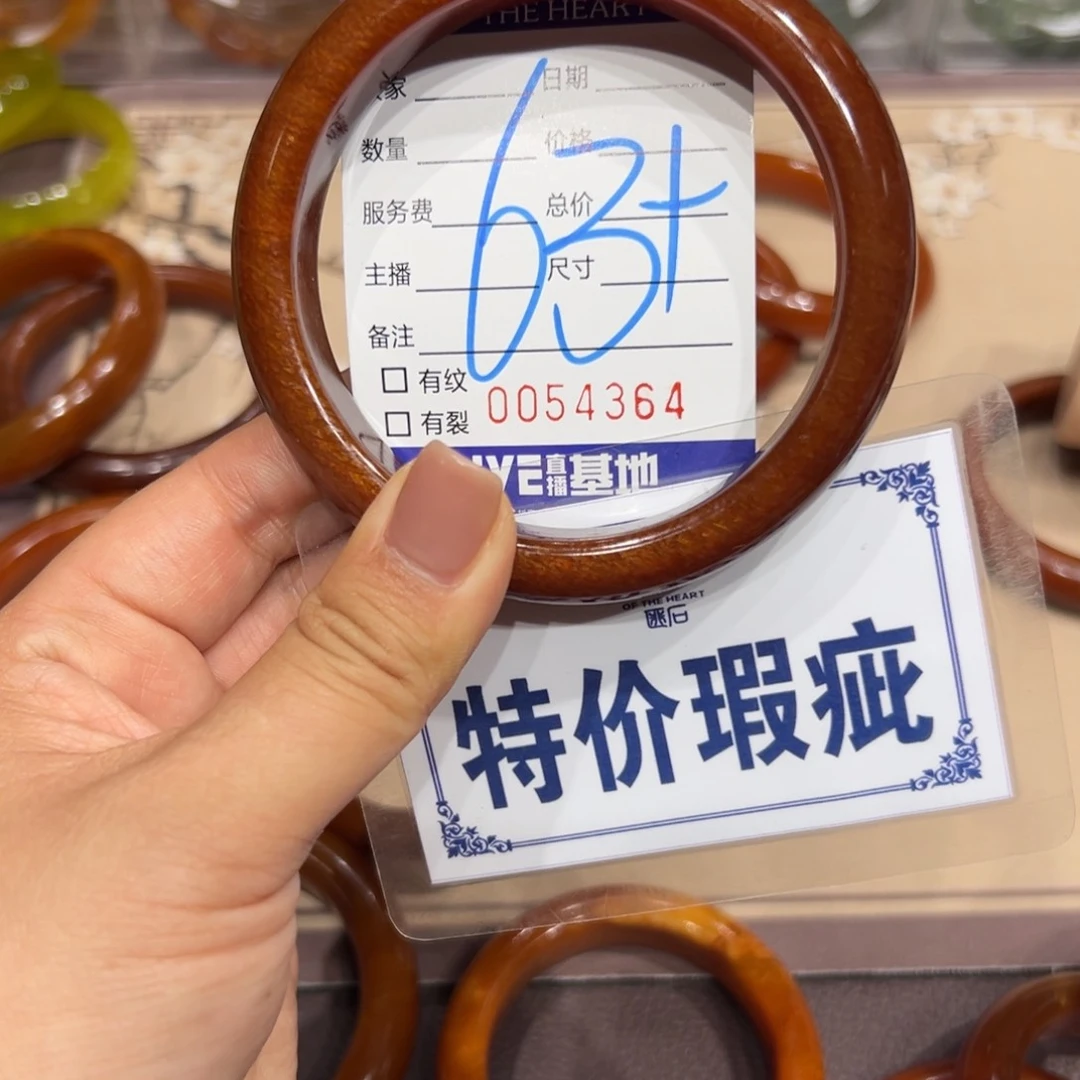 THE HEART
家 日期
数量 价格
服务费 总价
主播 尺寸
备注
63+
有纹
有裂
0054364
直播基地
OF THE HEART
特价瑕疵